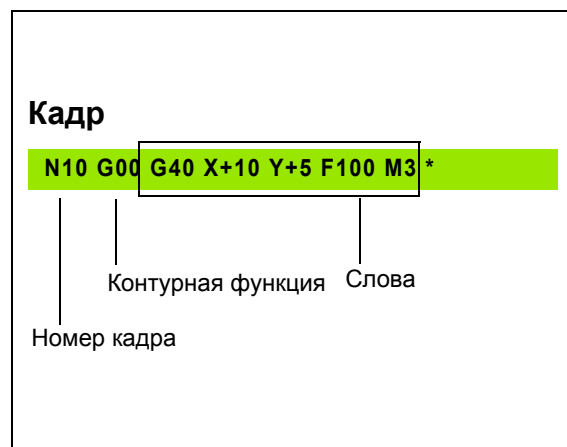 Кадр
N10 G00 G40 X+10 Y+5 F100 M3 *
Контурная функция Слова
Номер кадра